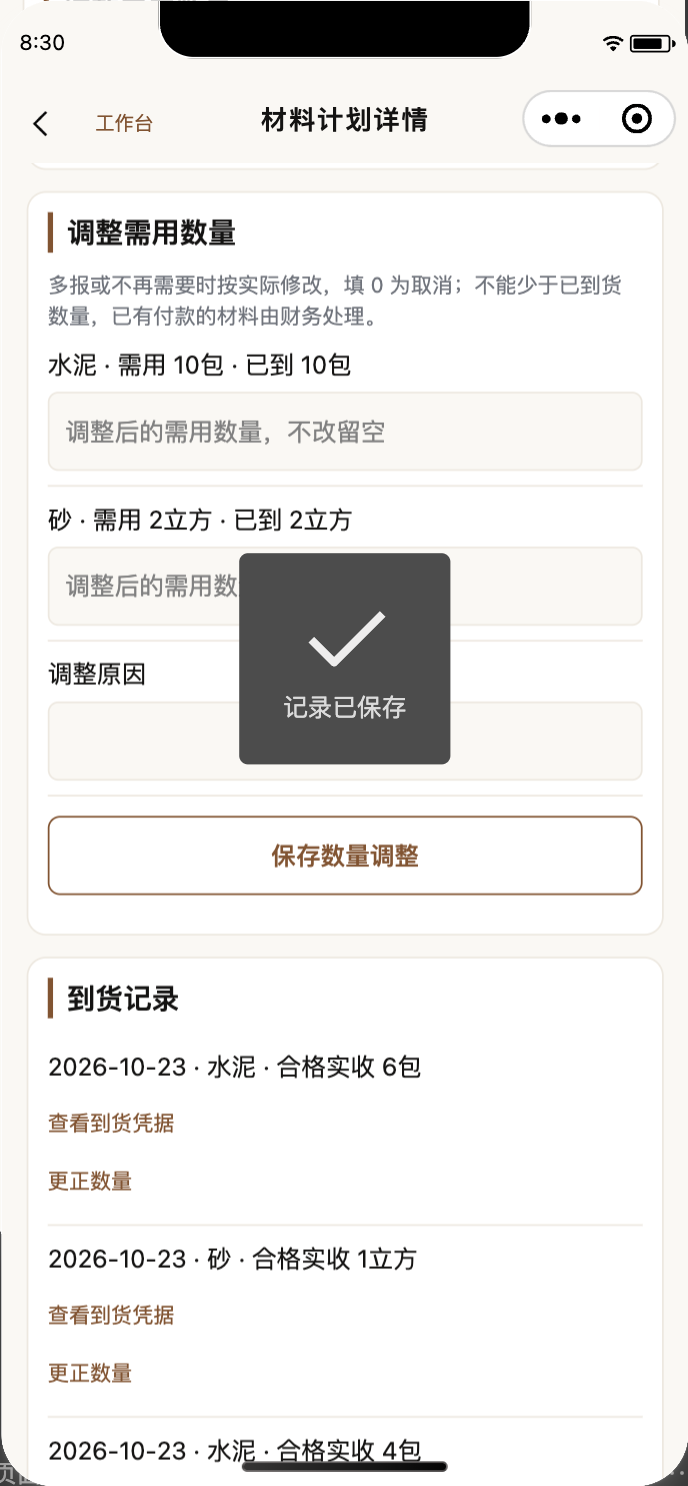 8:30
工作台
材料计划详情
调整需用数量
多报或不再需要时按实际修改，填 0 为取消；不能少于已到货
数量，已有付款的材料由财务处理。
水泥 · 需用 10包 · 已到 10包
调整后的需用数量，不改留空
砂 · 需用 2立方 · 已到 2立方
调整后的需用数
调整原因
记录已保存
保存数量调整
到货记录
2026-10-23 · 水泥 · 合格实收 6包
查看到货凭据
更正数量
2026-10-23 · 砂 · 合格实收 1立方
查看到货凭据
更正数量
2026-10-23 · 水泥 · 合格实收 4包